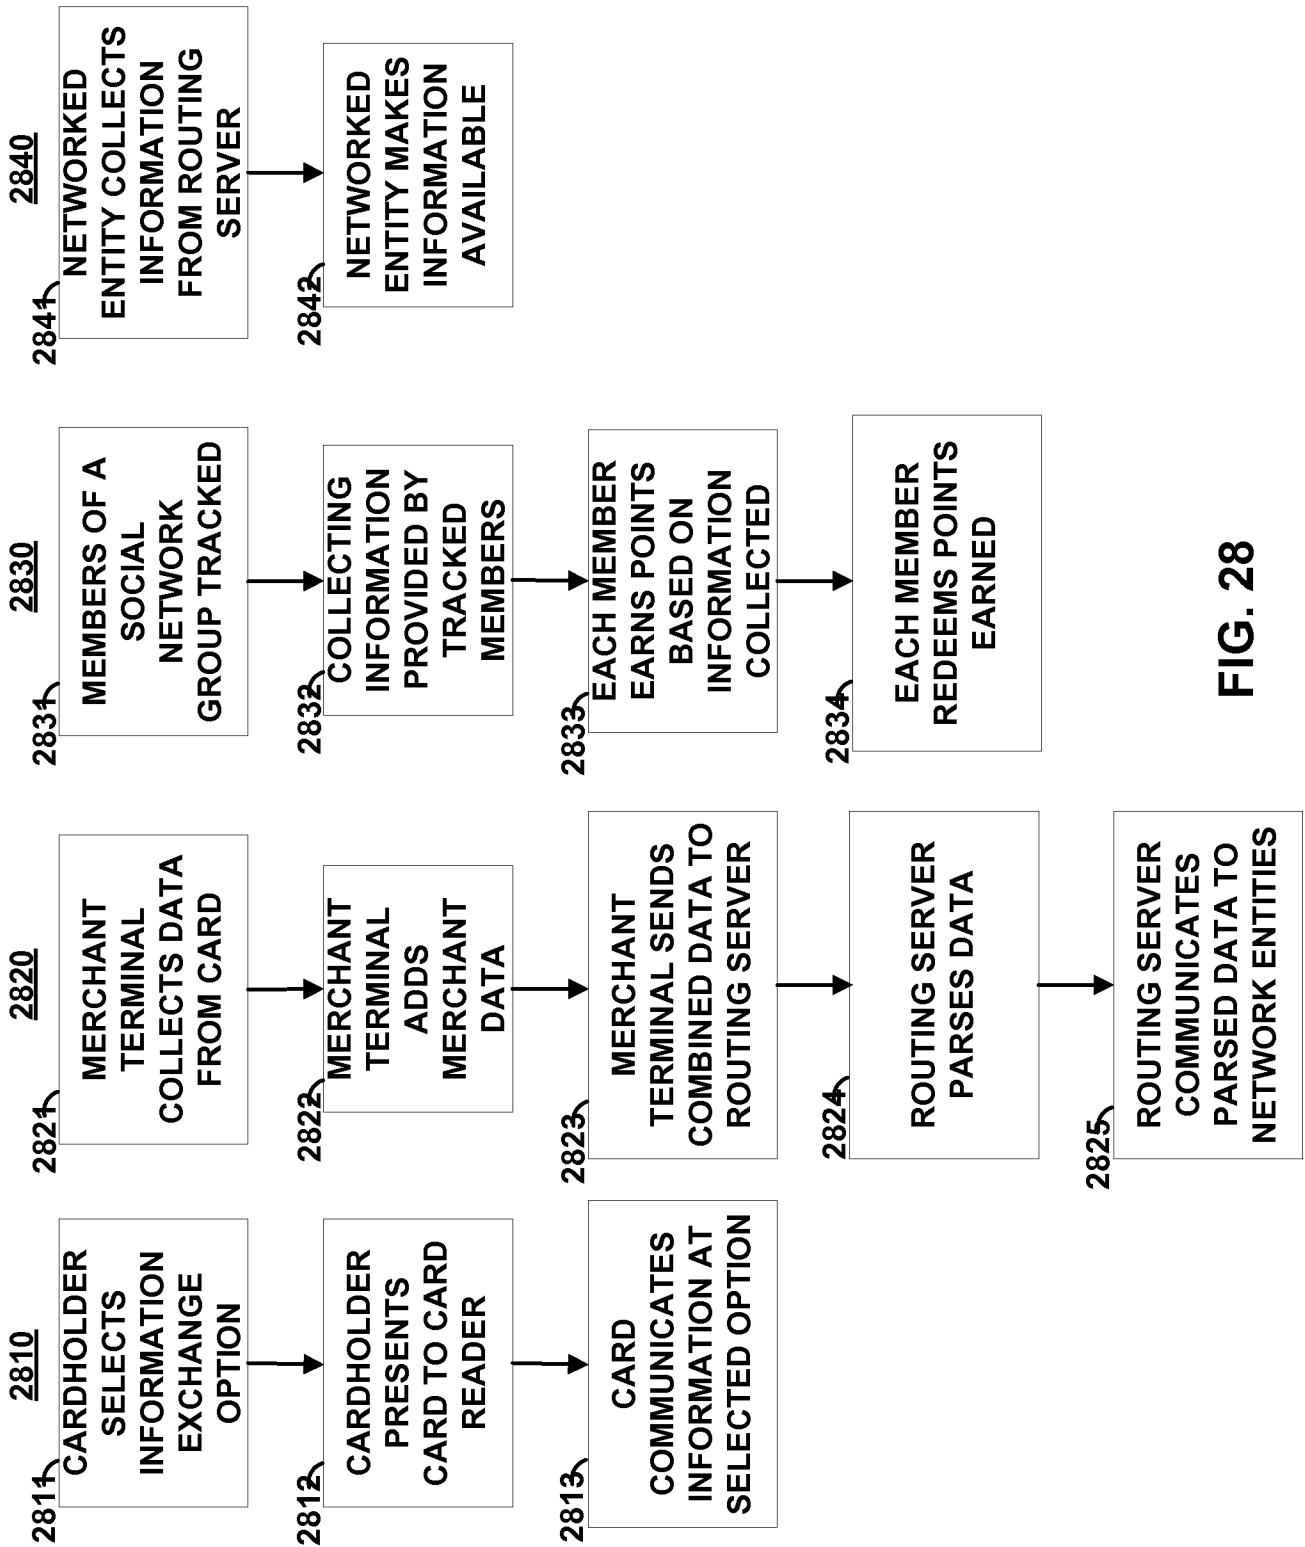 2810
2811
CARDHOLDER
SELECTS
INFORMATION
EXCHANGE
OPTION
2812
CARDHOLDER
PRESENTS
CARD TO CARD
READER
2813
CARD
COMMUNICATES
INFORMATION AT
SELECTED OPTION
2820
2821
MERCHANT
TERMINAL
COLLECTS DATA
FROM CARD
2822
MERCHANT
TERMINAL
ADDS
MERCHANT
DATA
2823
MERCHANT
TERMINAL SENDS
COMBINED DATA TO
ROUTING SERVER
2824
ROUTING SERVER
PARSES DATA
2825
ROUTING SERVER
COMMUNICATES
PARSED DATA TO
NETWORK ENTITIES
2830
2831
MEMBERS OF A
SOCIAL
NETWORK
GROUP TRACKED
2832
COLLECTING
INFORMATION
PROVIDED BY
TRACKED
MEMBERS
2833
EACH MEMBER
EARNS POINTS
BASED ON
INFORMATION
COLLECTED
2834
EACH MEMBER
REDEEMS POINTS
EARNED
2840
2841
NETWORKED
ENTITY COLLECTS
INFORMATION
FROM ROUTING
SERVER
2842
NETWORKED
ENTITY MAKES
INFORMATION
AVAILABLE
FIG. 28